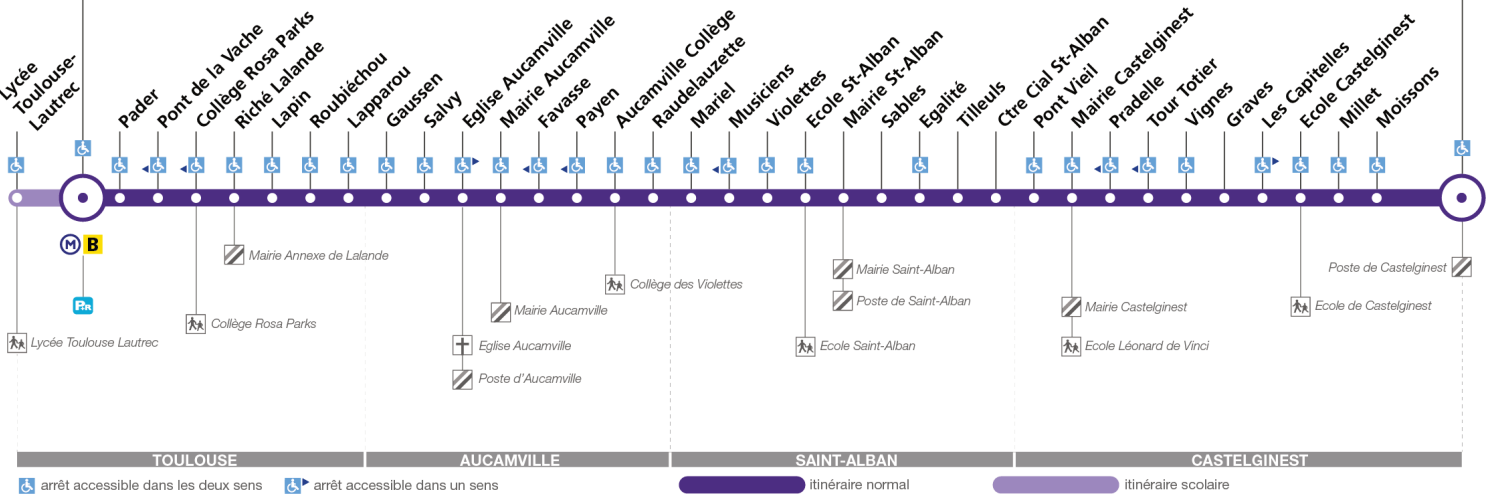 Lycée
Toulouse-
Lautrec
Pader
Pont de la Vache
Collège Rosa Parks
Riché Lalande
Lapin
Roubiéchou
Lapparou
Gaussen
Salvy
Eglise Aucamville
Mairie Aucamville
Favasse
Payen
Aucamville Collège
Raudelauzette
Mariel
Musiciens
Violettes
Ecole St-Alban
Mairie St-Alban
Sables
Egalité
Tilleuls
Ctre Cial St-Alban
Pont Vieil
Mairie Castelginest
Pradelle
Tour Totier
Vignes
Graves
Les Capitelles
Ecole Castelginest
Millet
Moissons
M B
P+R
Mairie Annexe de Lalande
Collège Rosa Parks
Lycée Toulouse Lautrec
Mairie Aucamville
Eglise Aucamville
Poste d'Aucamville
Collège des Violettes
Mairie Saint-Alban
Poste de Saint-Alban
Ecole Saint-Alban
Mairie Castelginest
Ecole Léonard de Vinci
Poste de Castelginest
Ecole de Castelginest
TOULOUSE
AUCAMVILLE
SAINT-ALBAN
CASTELGINEST
arrêt accessible dans les deux sens
arrêt accessible dans un sens
itinéraire normal
itinéraire scolaire